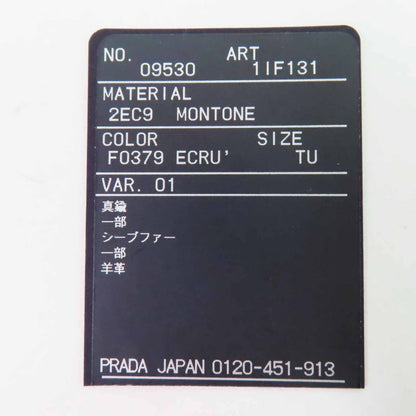 NO. ART
09530 1IF131
MATERIAL
2EC9 MONTONE
COLOR SIZE
F0379 ECRU' TU
VAR. 01
真鍮
一部
シープファー
一部
羊革
PRADA JAPAN 0120-451-913